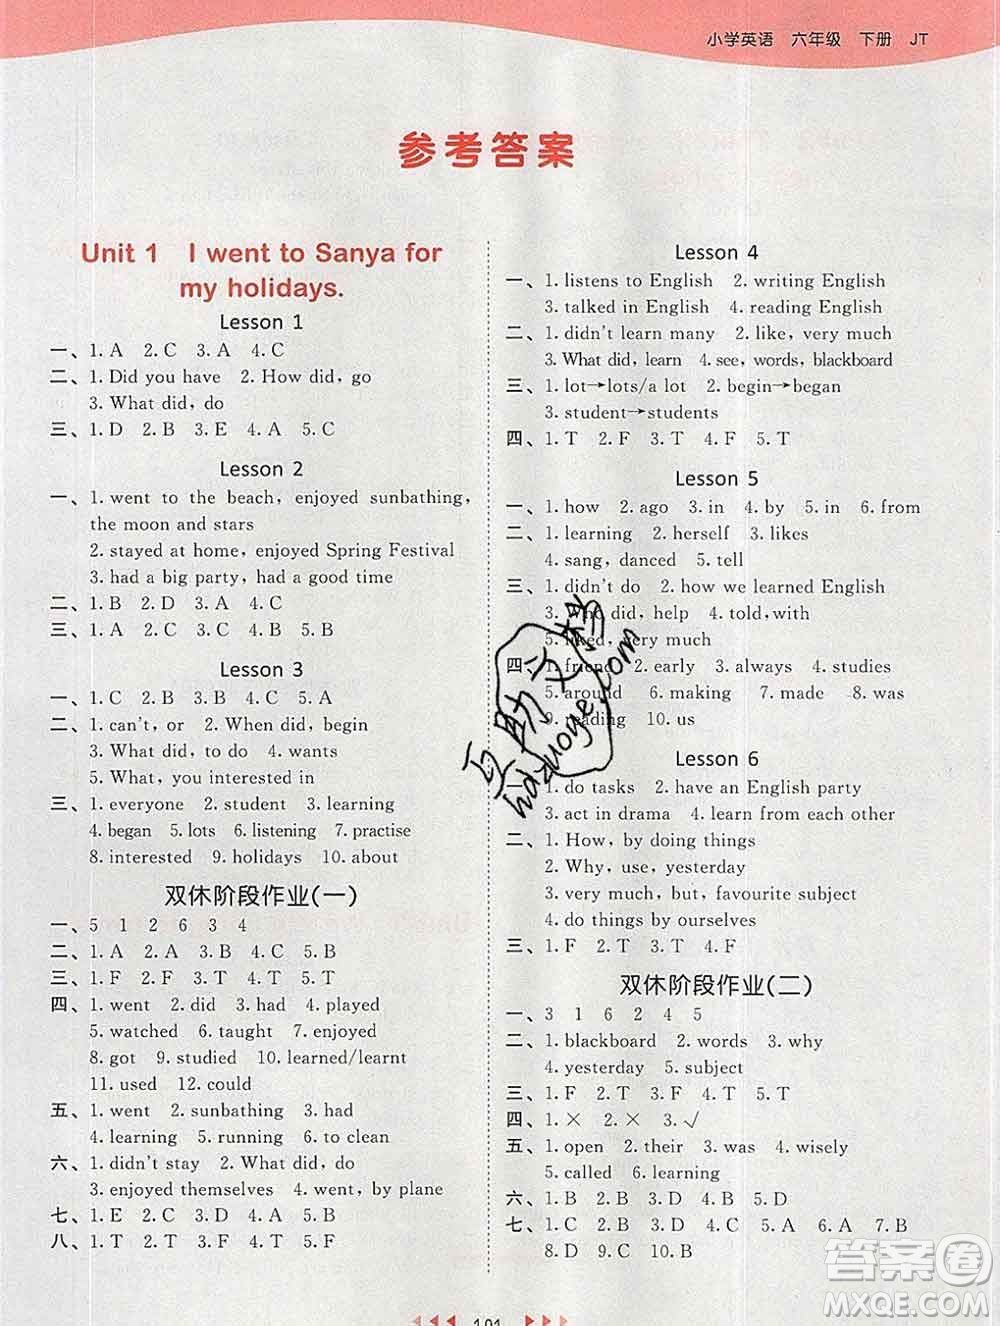 小学英语 六年级 下册 JT
参考答案
Unit 1 I went to Sanya for
my holidays.
Lesson 1
一、1. A 2. C 3. A 4. C
二、1. Did you have 2. How did, go
3. What did, do
三、1. D 2. B 3. E 4. A 5. C
Lesson 2
一、1. went to the beach, enjoyed sunbathing,
the moon and stars
2. stayed at home, enjoyed Spring Festival
3. had a big party, had a good time
二、1. B 2. D 3. A 4. C
三、1. B 2. A 3. A 4. B 5. B
Lesson 3
一、1. C 2. B 3. A 4. B 5. A
二、1. can't, or 2. When did, begin
3. What did, to do 4. wants
5. What, you interested in
三、1. everyone 2. student 3. learning
4. began 5. lots 6. listening 7. practise
8. interested 9. holidays 10. about
双休阶段作业(一)
一、5 1 2 6 3 4
二、1. A 2. A 3. B 4. C 5. B
三、1. F 2. F 3. T 4. T 5. F
四、1. went 2. did 3. had 4. played
5. watched 6. taught 7. enjoyed
8. got 9. studied 10. learned/learnt
11. used 12. could
五、1. went 2. sunbathing 3. had
4. learning 5. running 6. to clean
六、1. didn't stay 2. What did, do
3. enjoyed themselves 4. went, by plane
七、1. E 2. C 3. D 4. A 5. B
八、1. T 2. T 3. F 4. T 5. F
Lesson 4
一、1. listens to English 2. writing English
3. talked in English 4. reading English
二、1. didn't learn many 2. like, very much
3. What did, learn 4. see, words, blackboard
三、1. lot→lots/a lot 2. begin→began
3. student→students
四、1. T 2. F 3. T 4. F 5. T
Lesson 5
一、1. how 2. ago 3. in 4. by 5. in 6. from
二、1. learning 2. herself 3. likes
4. sang, danced 5. tell
三、1. didn't do 2. how we learned English
3. Who did, help 4. told, with
5. liked, very much
四、1. friend 2. early 3. always 4. studies
5. around 6. making 7. made 8. was
9. reading 10. us
Lesson 6
一、1. do tasks 2. have an English party
3. act in drama 4. learn from each other
二、1. How, by doing things
2. Why, use, yesterday
3. very much, but, favourite subject
4. do things by ourselves
三、1. F 2. T 3. T 4. F
双休阶段作业(二)
一、3 1 6 2 4 5
二、1. blackboard 2. words 3. why
4. yesterday 5. subject
三、1. F 2. T 3. F 4. T 5. T
四、1. × 2. × 3. √
五、1. open 2. their 3. was 4. wisely
5. called 6. learning
六、1. B 2. B 3. D 4. B 5. D
七、1. C 2. B 3. C 4. A 5. C 6. A 7. B
8. D 9. C 10. B
101
hazuoye.com
答案圈
MXQE.COM